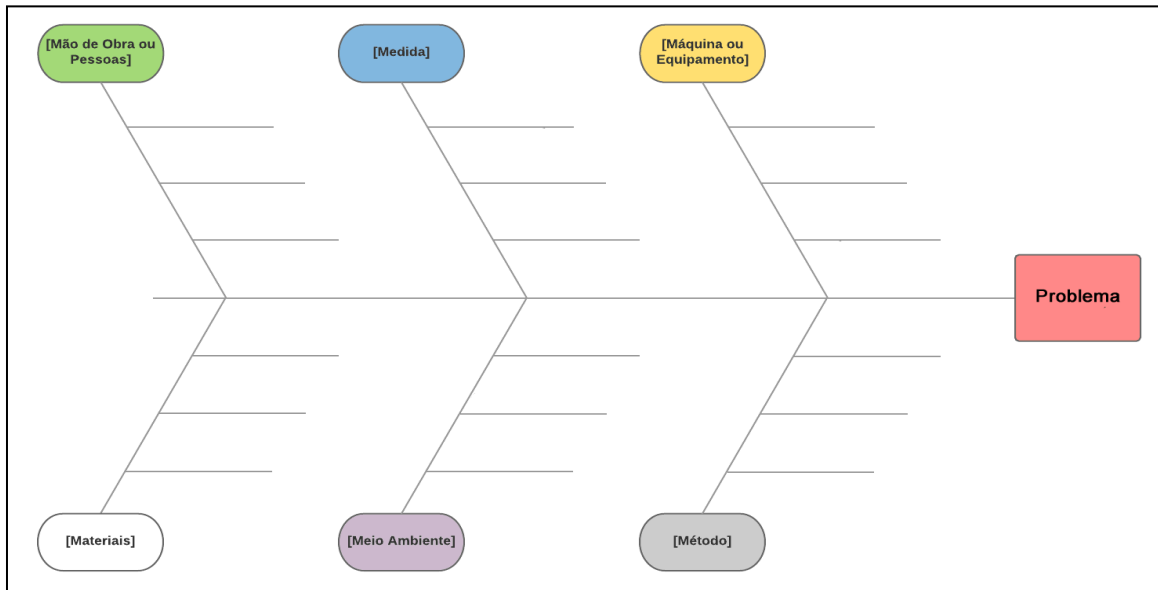 [Mão de Obra ou
Pessoas]
[Medida]
[Máquina ou
Equipamento]
Problema
[Materiais]
[Meio Ambiente]
[Método]